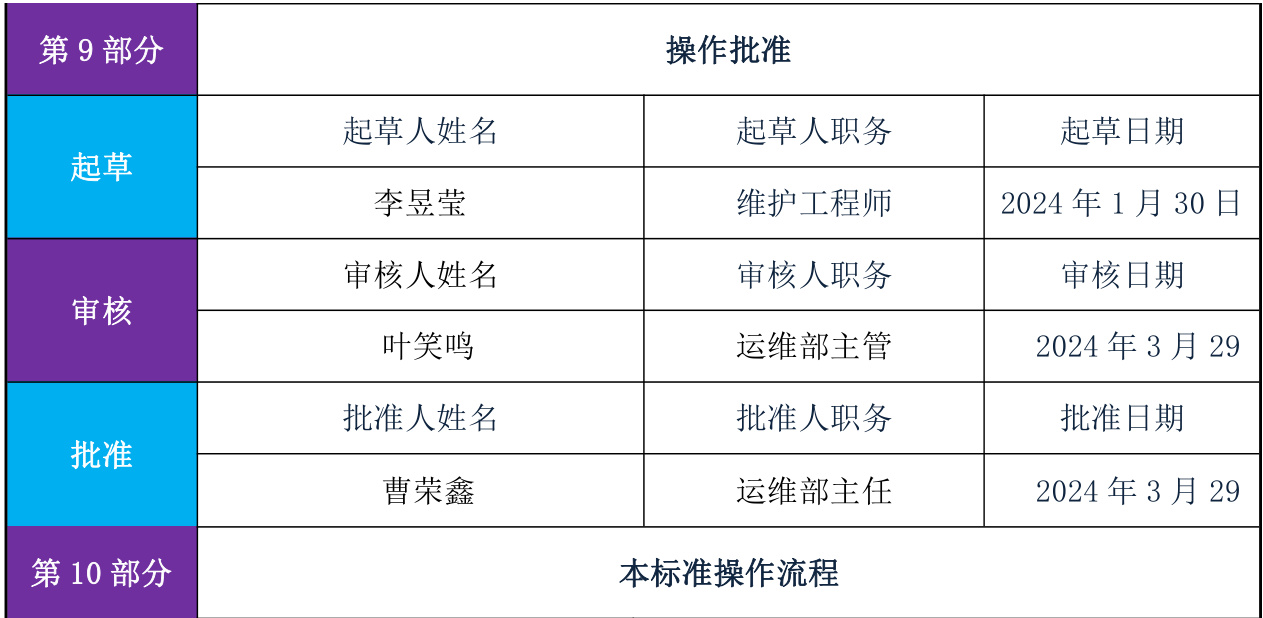 第 9 部分 操作批准
起草
起草人姓名 起草人职务 起草日期
李昱莹 维护工程师 2024 年 1 月 30 日
审核
审核人姓名 审核人职务 审核日期
叶笑鸣 运维部主管 2024 年 3 月 29
批准
批准人姓名 批准人职务 批准日期
曹荣鑫 运维部主任 2024 年 3 月 29
第 10 部分 本标准操作流程